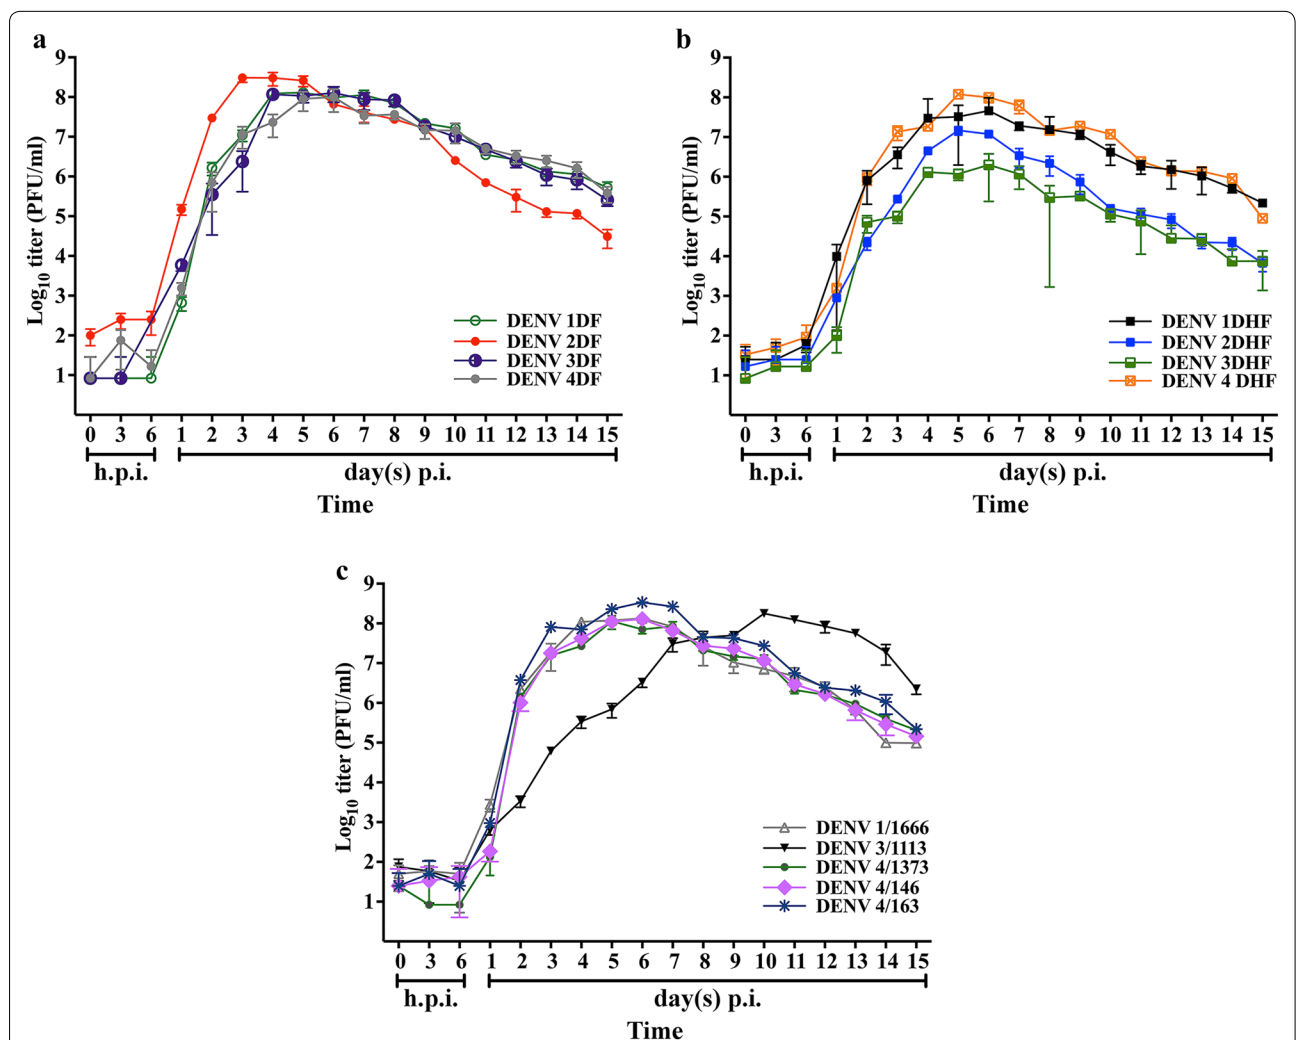 a
9
8
7
6
5
4
3
2
1
Log10 titer (PFU/ml)
DENV 1DF
DENV 2DF
DENV 3DF
DENV 4DF
0 3 6 1 2 3 4 5 6 7 8 9 10 11 12 13 14 15
h.p.i. day(s) p.i.
Time
b
9
8
7
6
5
4
3
2
1
Log10 titer (PFU/ml)
DENV 1DHF
DENV 2DHF
DENV 3DHF
DENV 4 DHF
0 3 6 1 2 3 4 5 6 7 8 9 10 11 12 13 14 15
h.p.i. day(s) p.i.
Time
c
9
8
7
6
5
4
3
2
1
Log10 titer (PFU/ml)
DENV 1/1666
DENV 3/1113
DENV 4/1373
DENV 4/146
DENV 4/163
0 3 6 1 2 3 4 5 6 7 8 9 10 11 12 13 14 15
h.p.i. day(s) p.i.
Time